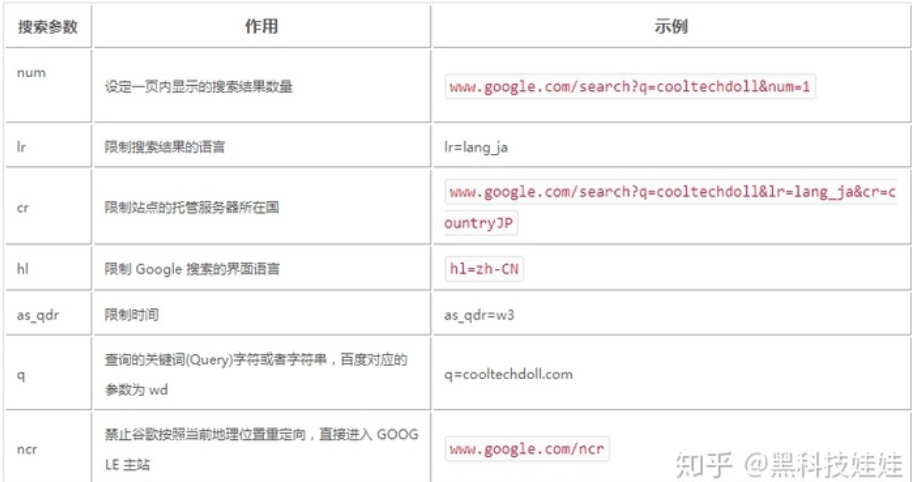 搜索参数 作用 示例
num 设定一页内显示的搜索结果数量 www.google.com/search?q=cooltechdoll&num=1
lr 限制搜索结果的语言 lr=lang_ja
cr 限制站点的托管服务器所在国 www.google.com/search?q=cooltechdoll&lr=lang_ja&cr=c
ountryJP
hl 限制 Google 搜索的界面语言 hl=zh-CN
as_qdr 限制时间 as_qdr=w3
q 查询的关键词(Query)字符或者字符串，百度对应的
参数为 wd q=cooltechdoll.com
ncr 禁止谷歌按照当前地理位置重定向，直接进入 GOOG
LE 主站 www.google.com/ncr
知乎 @黑科技娃娃